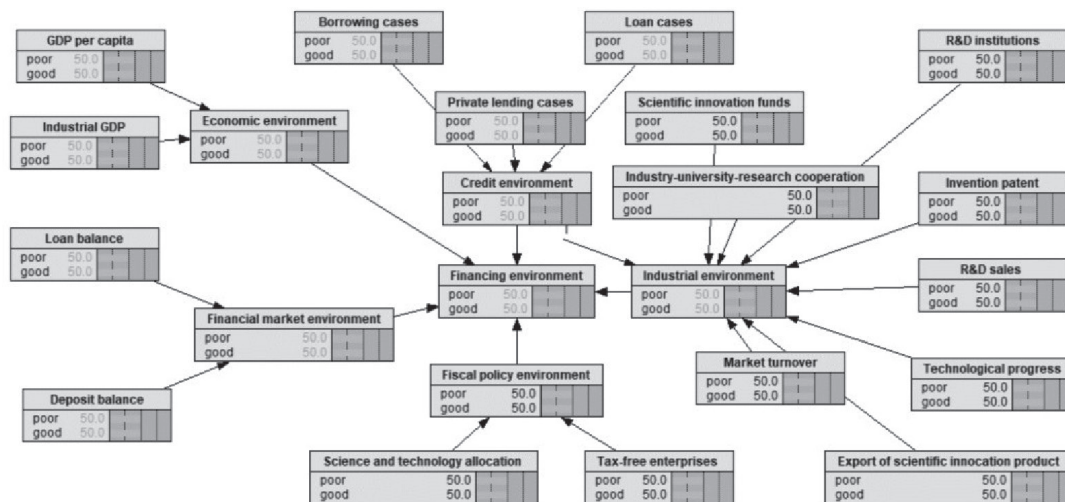 Borrowing cases
poor 50.0
good 50.0
Loan cases
poor 50.0
good 50.0
GDP per capita
poor 50.0
good 50.0
R&D institutions
poor 50.0
good 50.0
Private lending cases
poor 50.0
good 50.0
Scientific innovation funds
poor 50.0
good 50.0
Industrial GDP
poor 50.0
good 50.0
Economic environment
poor 50.0
good 50.0
Credit environment
poor 50.0
good 50.0
Industry-university-research cooperation
poor 50.0
good 50.0
Invention patent
poor 50.0
good 50.0
Loan balance
poor 50.0
good 50.0
Financing environment
poor 50.0
good 50.0
Industrial environment
poor 50.0
good 50.0
R&D sales
poor 50.0
good 50.0
Financial market environment
poor 50.0
good 50.0
Fiscal policy environment
poor 50.0
good 50.0
Market turnover
poor 50.0
good 50.0
Technological progress
poor 50.0
good 50.0
Deposit balance
poor 50.0
good 50.0
Science and technology allocation
poor 50.0
good 50.0
Tax-free enterprises
poor 50.0
good 50.0
Export of scientific innocation product
poor 50.0
good 50.0